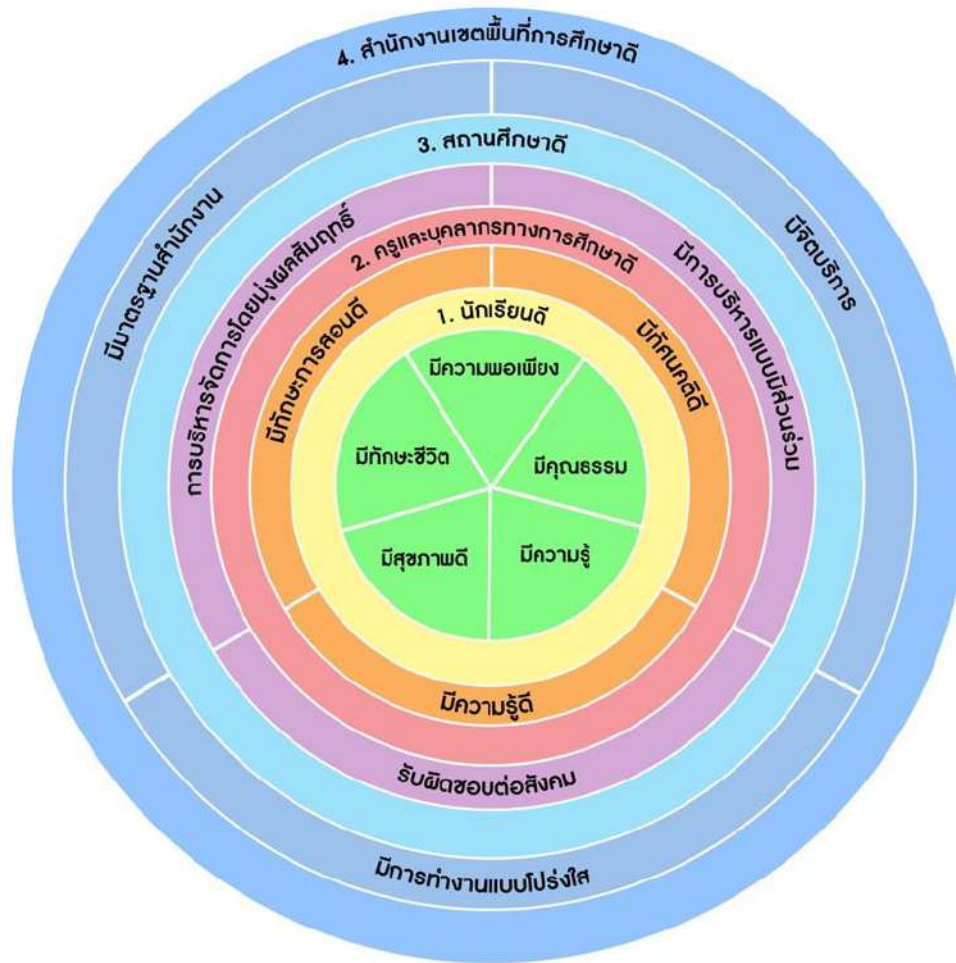 4. สำนักงานเขตพื้นที่การศึกษาดี
มีมาตรฐานสำนักงาน
มีจิตบริการ
มีการทำงานแบบโปร่งใส
3. สถานศึกษาดี
การบริหารจัดการโดยมุ่งผลสัมฤทธิ์
มีการบริหารแบบมีส่วนร่วม
รับผิดชอบต่อสังคม
2. ครูและบุคลากรทางการศึกษาดี
มีทักษะการสอนดี
มีทัศนคติดี
มีความรู้ดี
1. นักเรียนดี
มีความพอเพียง
มีทักษะชีวิต
มีคุณธรรม
มีสุขภาพดี
มีความรู้